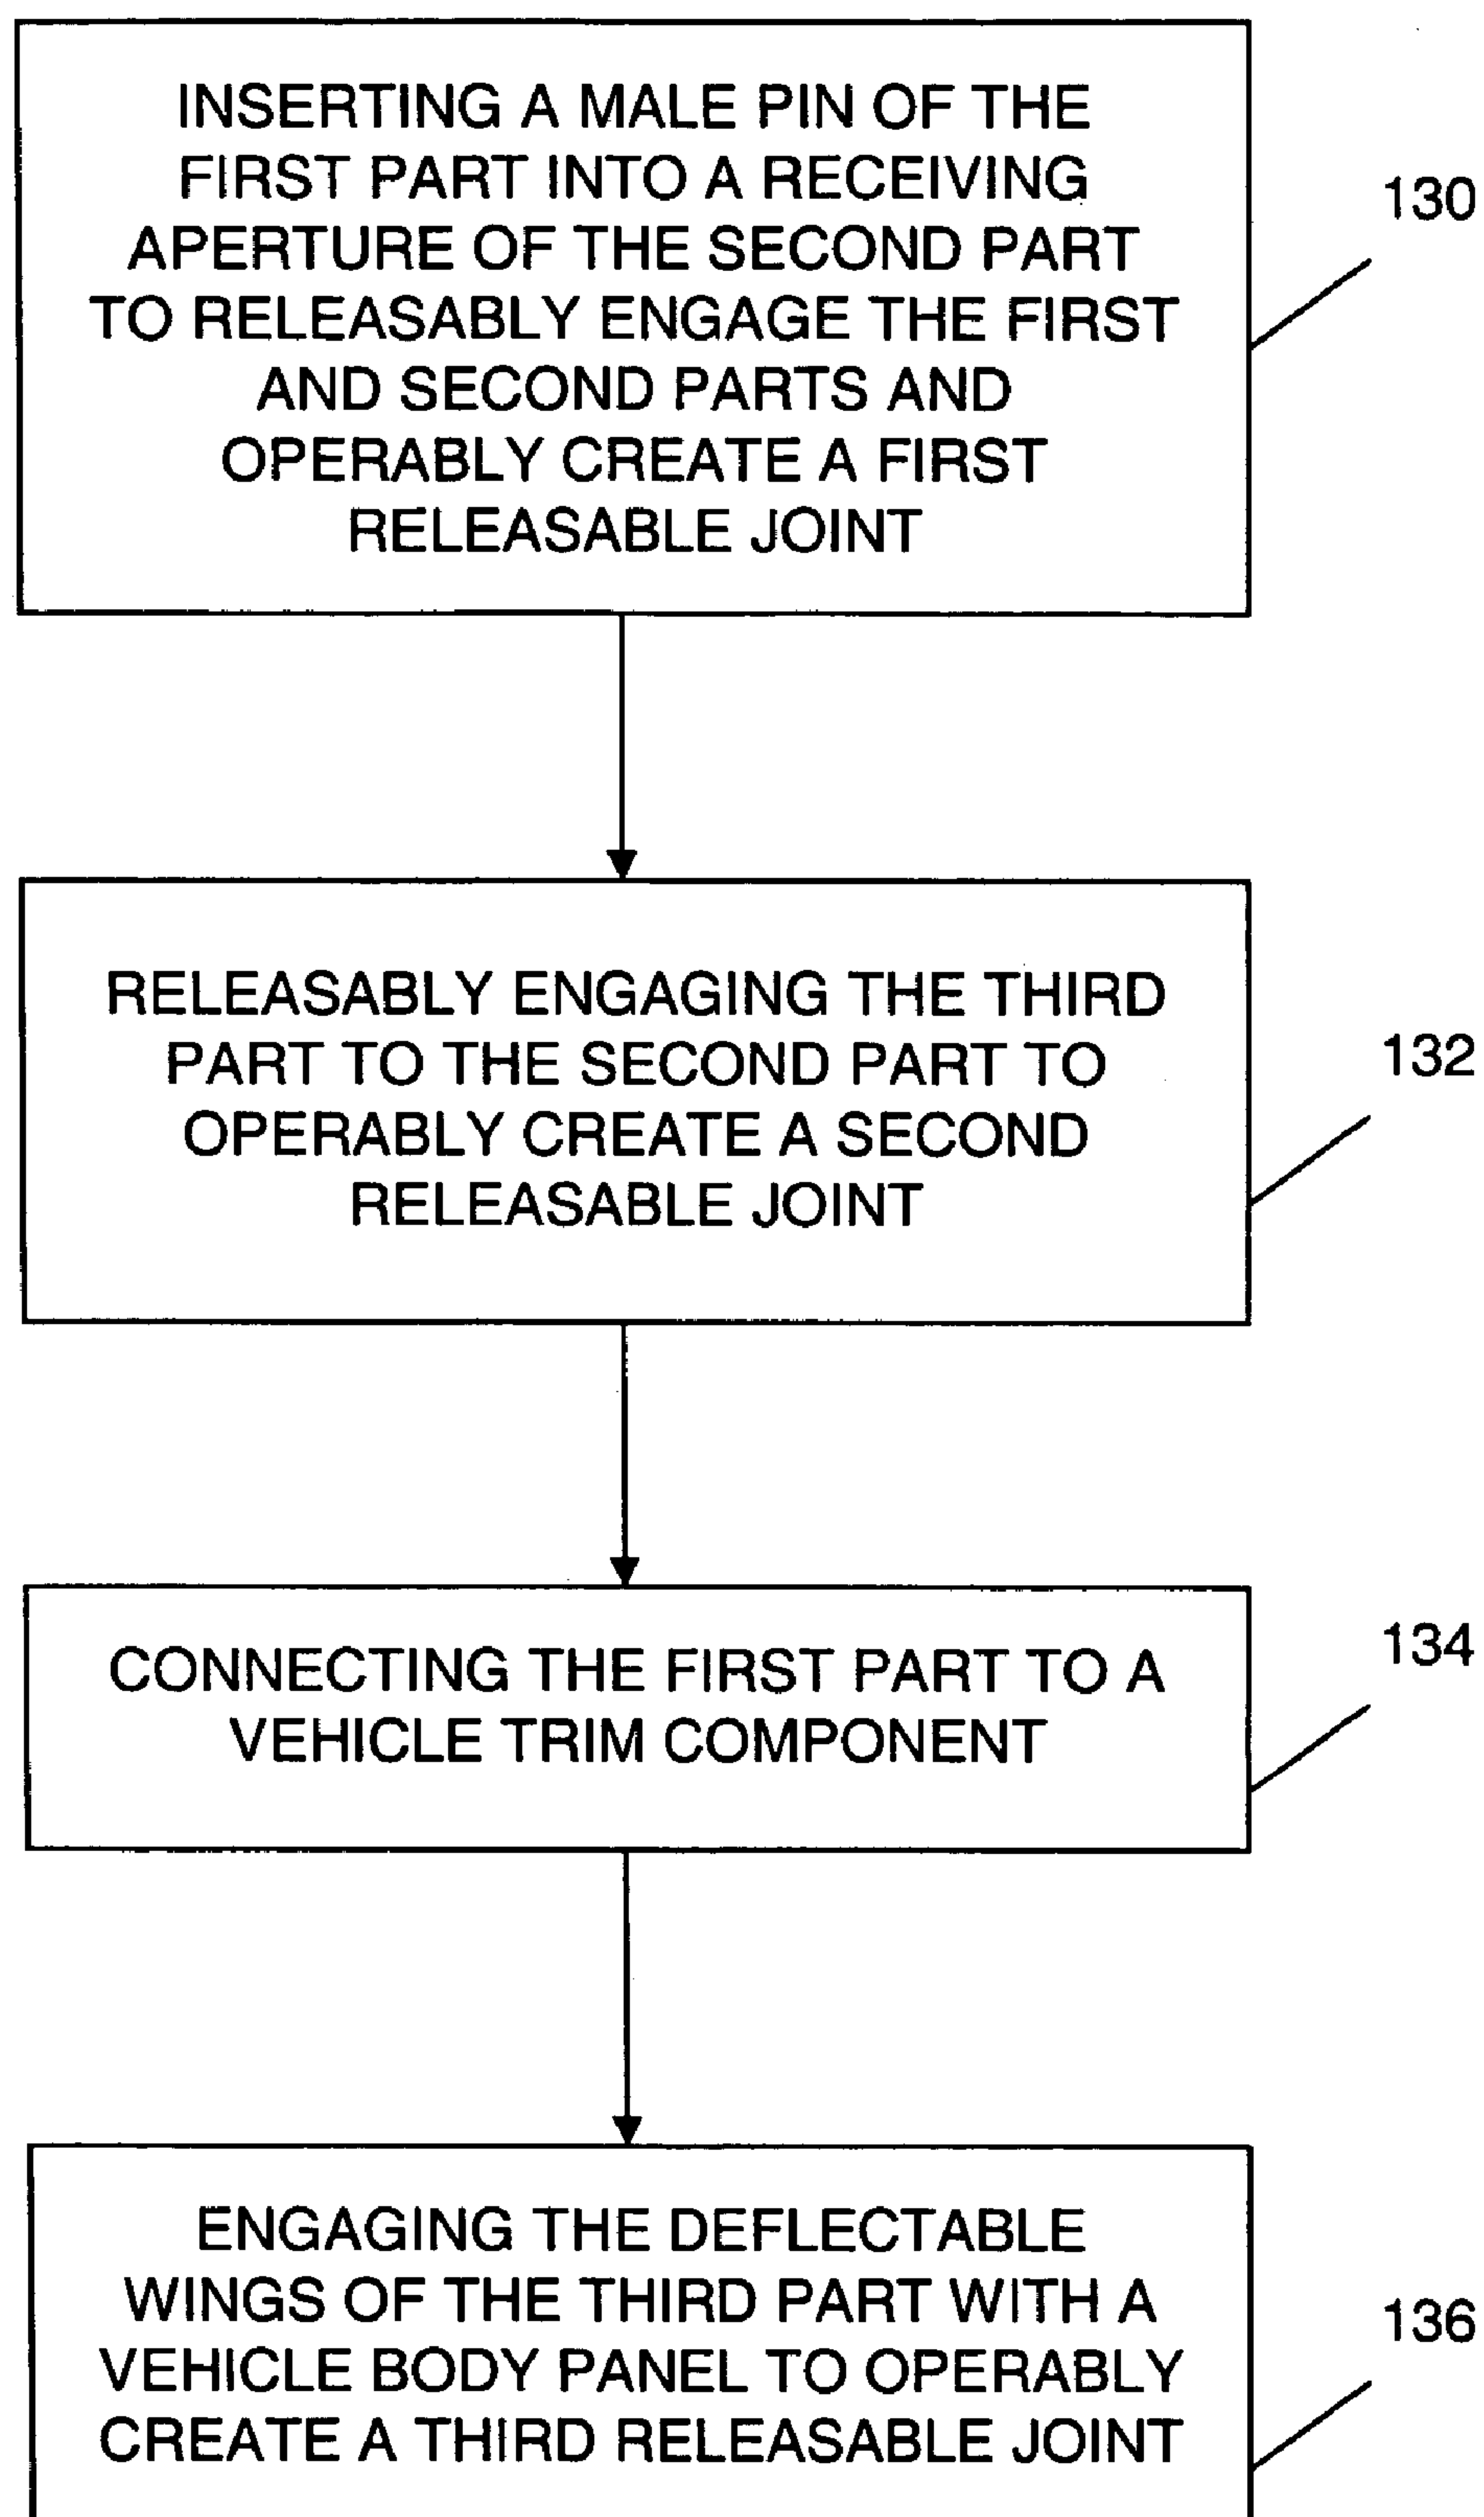 INSERTING A MALE PIN OF THE
FIRST PART INTO A RECEIVING
APERTURE OF THE SECOND PART
TO RELEASABLY ENGAGE THE FIRST
AND SECOND PARTS AND
OPERABLY CREATE A FIRST
RELEASABLE JOINT
130
RELEASABLY ENGAGING THE THIRD
PART TO THE SECOND PART TO
OPERABLY CREATE A SECOND
RELEASABLE JOINT
132
CONNECTING THE FIRST PART TO A
VEHICLE TRIM COMPONENT
134
ENGAGING THE DEFLECTABLE
WINGS OF THE THIRD PART WITH A
VEHICLE BODY PANEL TO OPERABLY
CREATE A THIRD RELEASABLE JOINT
136